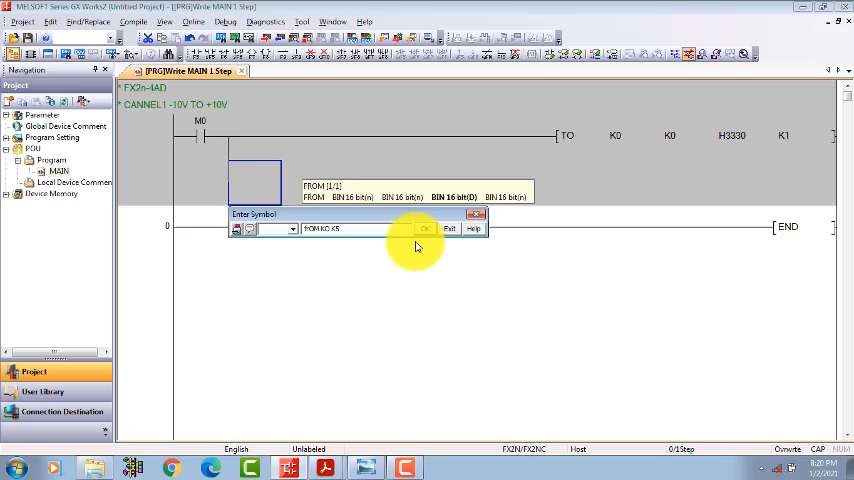 MELSOFT Series GX Works2 (Untitled Project) - [[PRG]Write MAIN 1 Step]
Project Edit Find/Replace Compile View Online Debug Diagnostics Tool Window Help
Navigation
[PRG]Write MAIN 1 Step
Project
Parameter
Global Device Comment
Program Setting
POU
Program
MAIN
Local Device Commen
Device Memory
* FX2n-4AD
* CHANNEL1 -10V TO +10V
M0
TO K0 K0 H3330 K1
FROM [1/1]
FROM BIN 16 bit(n) BIN 16 bit(n) BIN 16 bit(D) BIN 16 bit(n)
Enter Symbol
frOM KO K5 OK Exit Help
0 END
Project
User Library
Connection Destination
English Unlabeled FX2N/FX2NC Host 0/1Step Ovrwrte CAP NUM
8:20 PM
1/2/2021